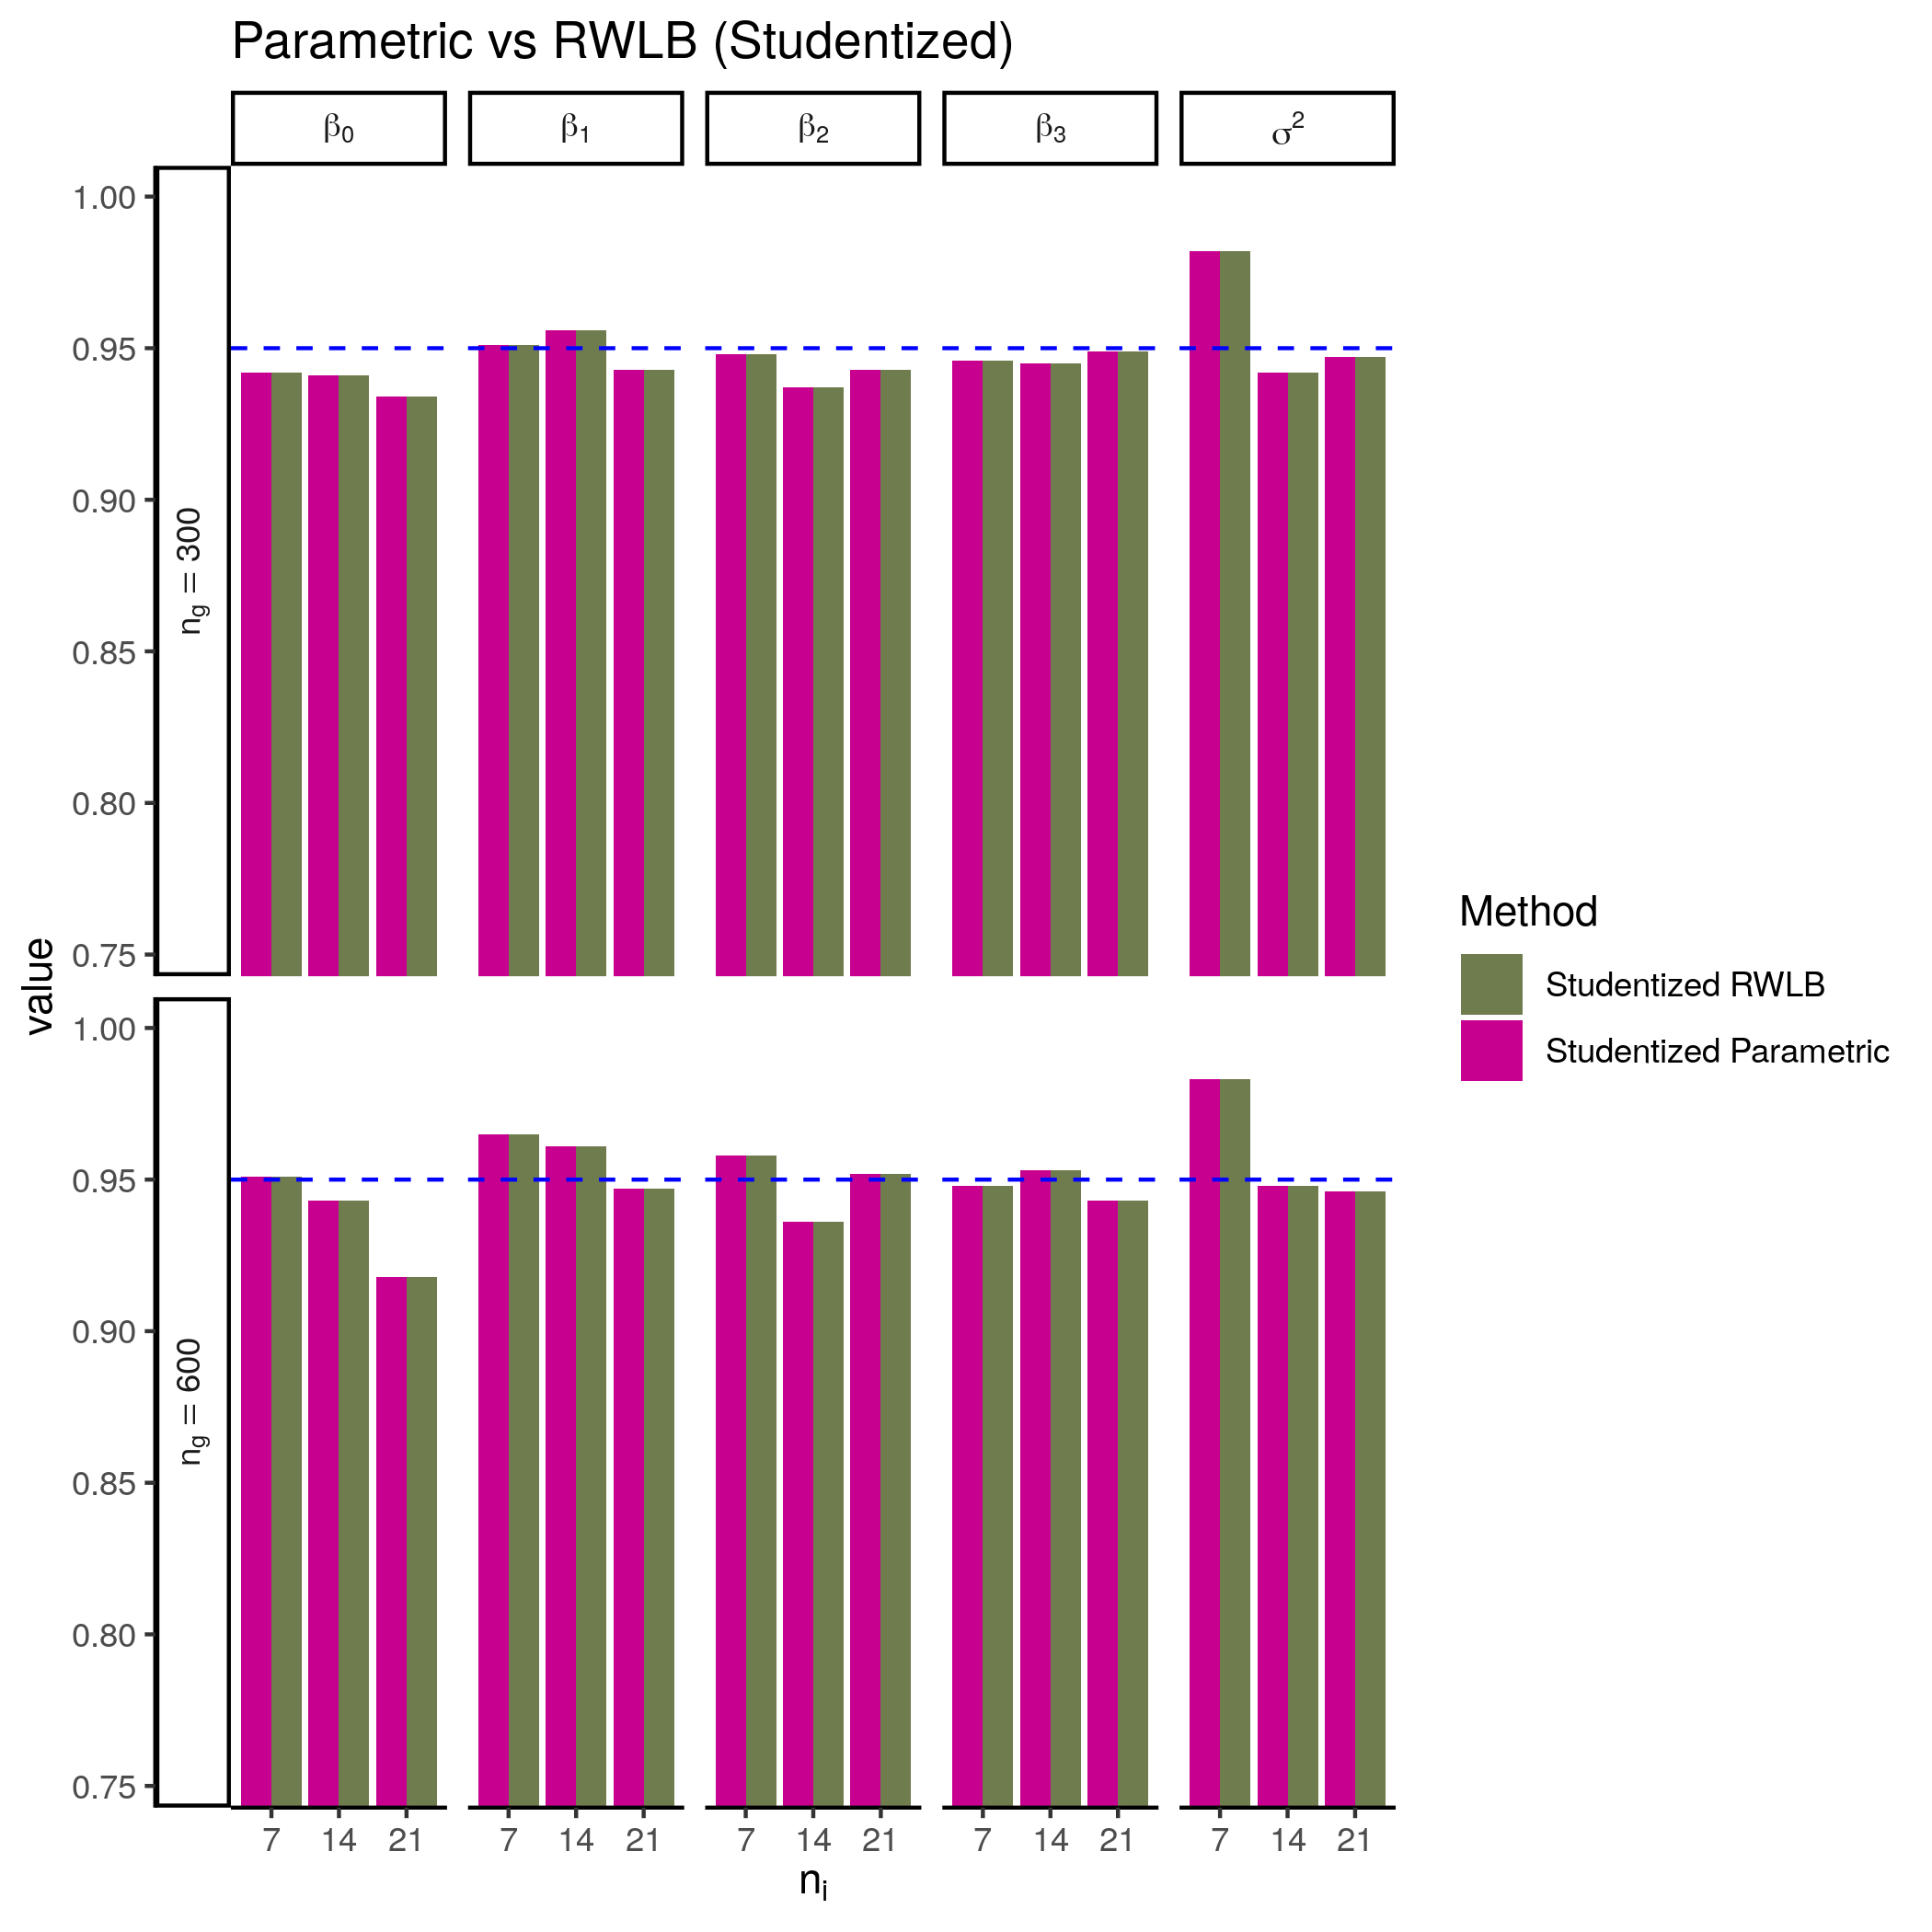 Parametric vs RWLB (Studentized)
β₀ β₁ β₂ β₃ σ²
1.00
0.95
0.90
0.85
0.80
0.75
n_g = 300
value
1.00
0.95
0.90
0.85
0.80
0.75
n_g = 600
7 14 21 7 14 21 7 14 21 7 14 21 7 14 21
nᵢ
Method
Studentized RWLB
Studentized Parametric